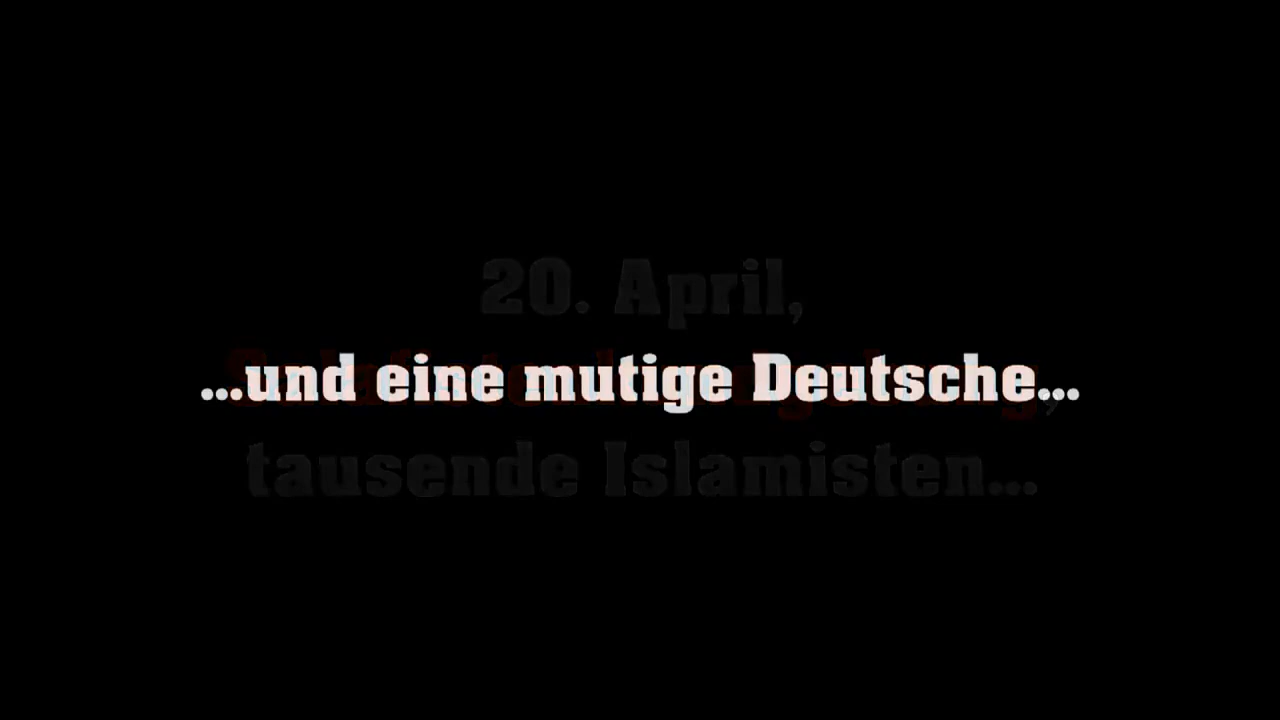 20. April,
...und eine mutige Deutsche...
tausende Islamisten...